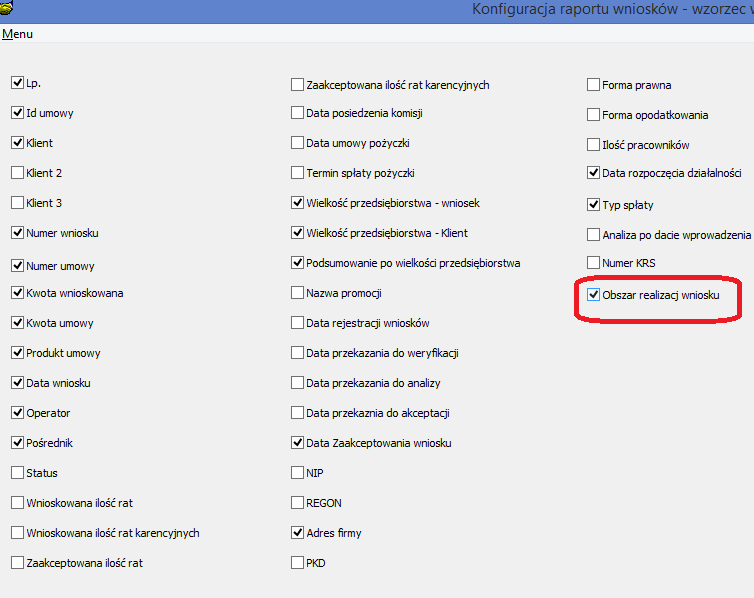 Konfiguracja raportu wniosków - wzorzec w
Menu
Lp.
Id umowy
Klient
Klient 2
Klient 3
Numer wniosku
Numer umowy
Kwota wnioskowana
Kwota umowy
Produkt umowy
Data wniosku
Operator
Pośrednik
Status
Wnioskowana ilość rat
Wnioskowana ilość rat karencyjnych
Zaakceptowana ilość rat
Zaakceptowana ilość rat karencyjnych
Data posiedzenia komisji
Data umowy pożyczki
Termin spłaty pożyczki
Wielkość przedsiębiorstwa - wniosek
Wielkość przedsiębiorstwa - Klient
Podsumowanie po wielkości przedsiębiorstwa
Nazwa promocji
Data rejestracji wniosków
Data przekazania do weryfikacji
Data przekazania do analizy
Data przekaznia do akceptacji
Data Zaakceptowania wniosku
NIP
REGON
Adres firmy
PKD
Forma prawna
Forma opodatkowania
Ilość pracowników
Data rozpoczęcia działalności
Typ spłaty
Analiza po dacie wprowadzenia
Numer KRS
Obszar realizacj wniosku